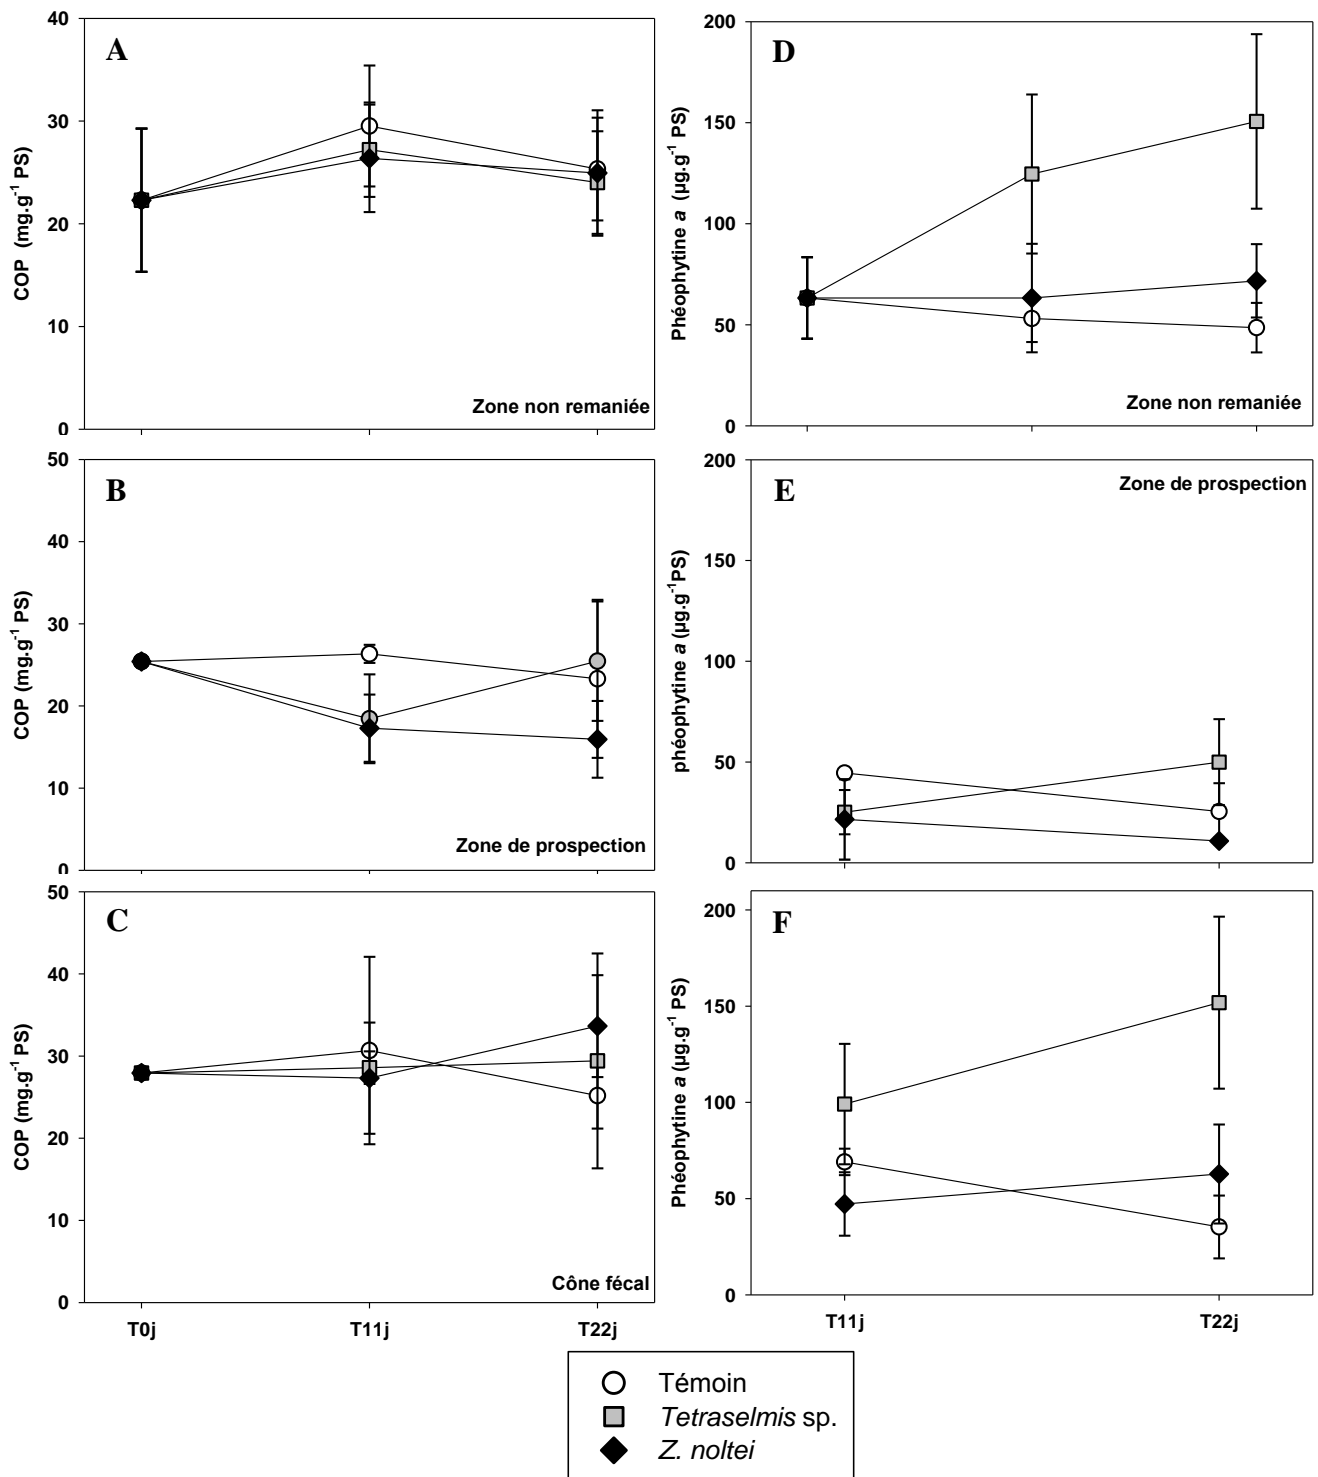 A
COP (mg.g-1 PS)
40
30
20
10
0
Zone non remaniée
D
Phéophytine a (µg.g-1 PS)
200
150
100
50
0
Zone non remaniée
B
COP (mg.g-1 PS)
50
40
30
20
10
0
Zone de prospection
E
phéophytine a (µg.g-1PS)
200
150
100
50
0
Zone de prospection
C
COP (mg.g-1 PS)
50
40
30
20
10
0
Cône fécal
T0j T11j T22j
F
Phéophytine a (µg.g-1 PS)
200
150
100
50
0
T11j T22j
Témoin
Tetraselmis sp.
Z. noltei